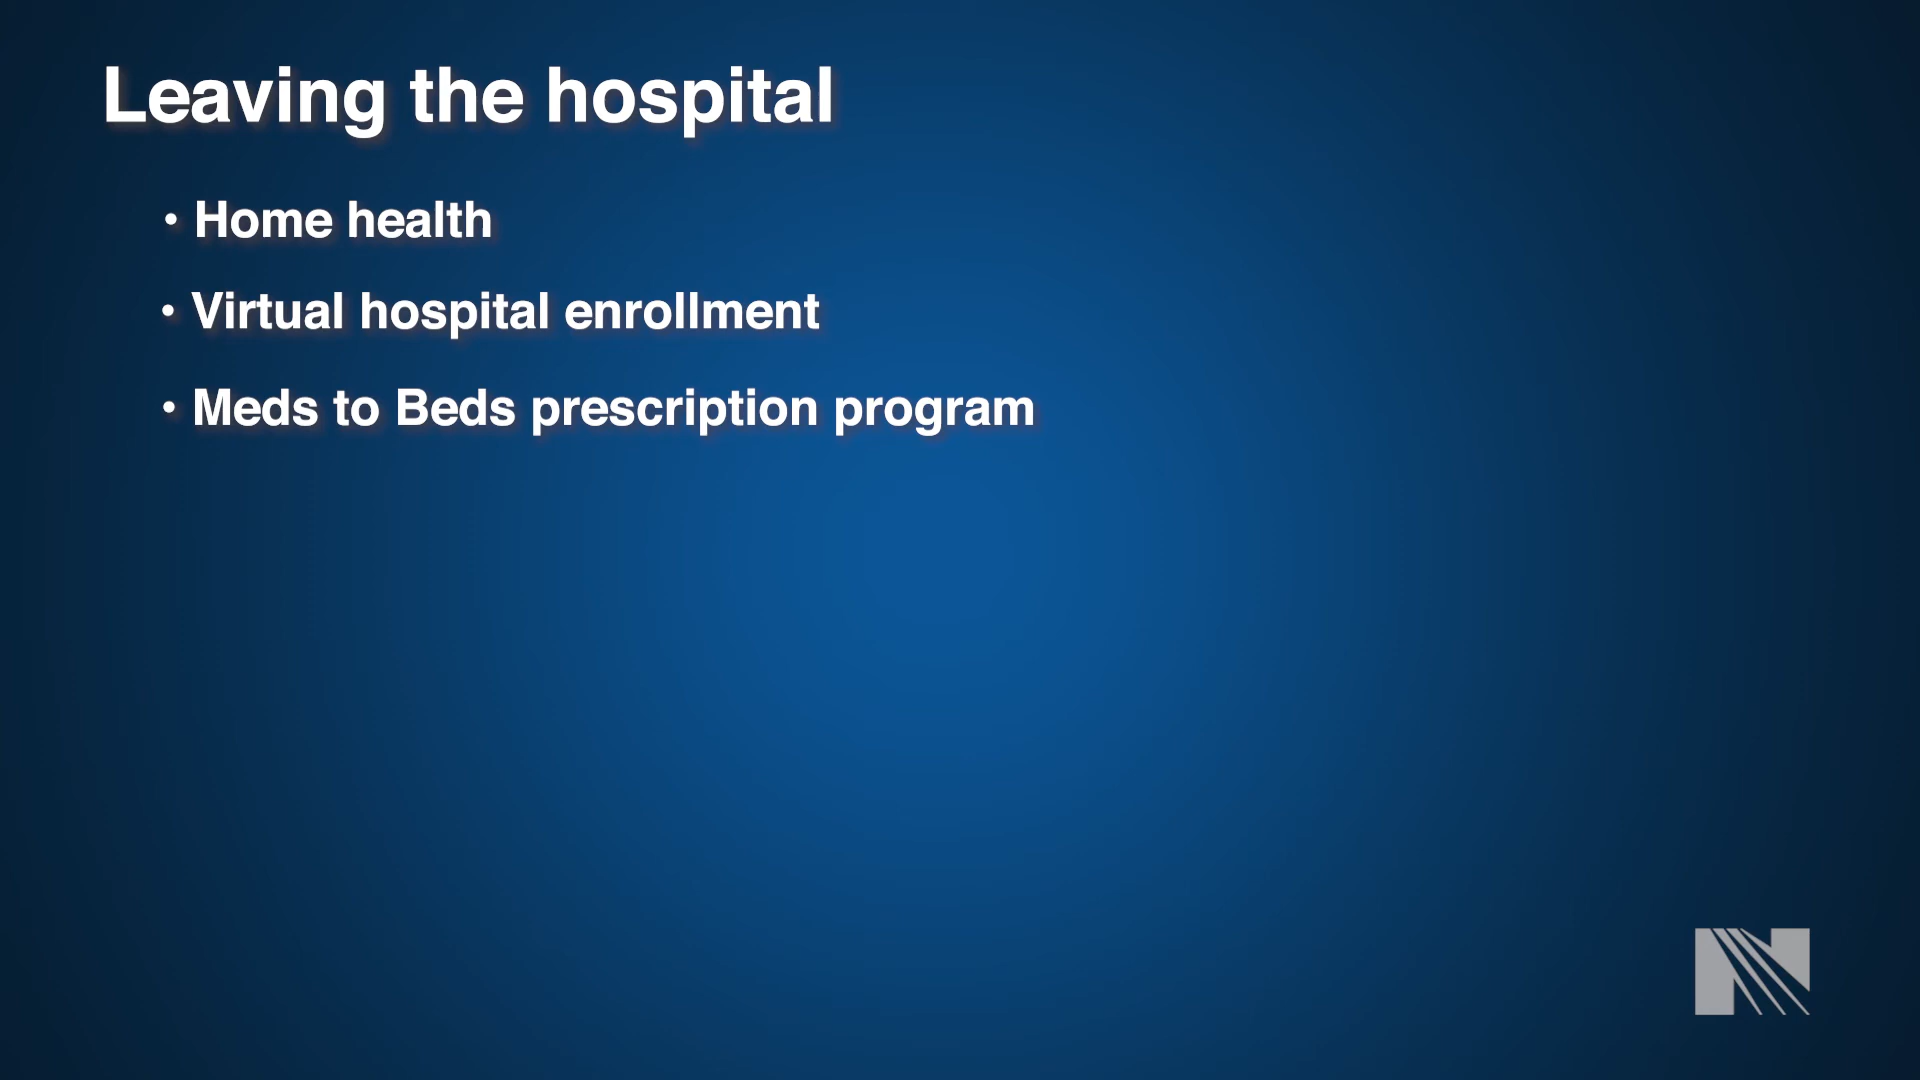 Leaving the hospital
• Home health
• Virtual hospital enrollment
• Meds to Beds prescription program